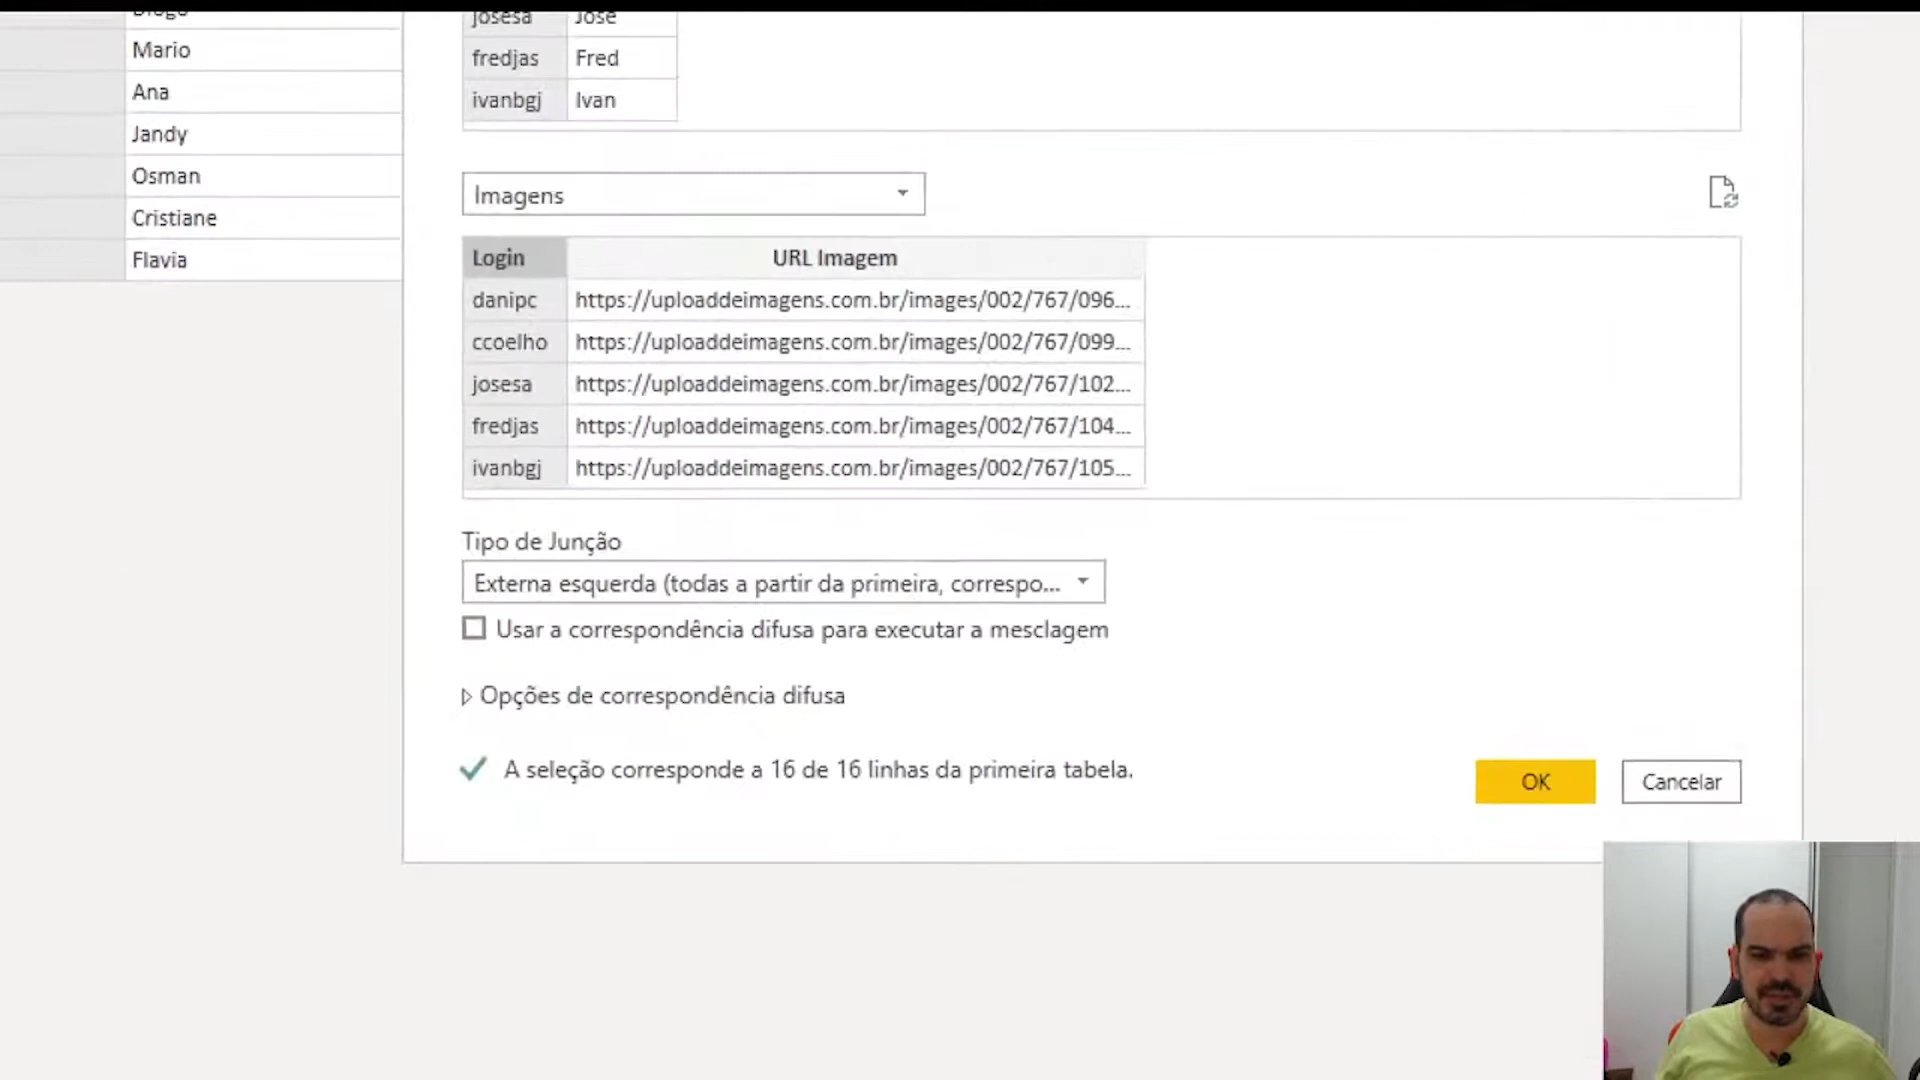 Diogo
Mario
Ana
Jandy
Osman
Cristiane
Flavia
josesa Jose
fredjas Fred
ivanbgj Ivan
Imagens
Login URL Imagem
danipc https://uploaddeimagens.com.br/images/002/767/096...
ccoelho https://uploaddeimagens.com.br/images/002/767/099...
josesa https://uploaddeimagens.com.br/images/002/767/102...
fredjas https://uploaddeimagens.com.br/images/002/767/104...
ivanbgj https://uploaddeimagens.com.br/images/002/767/105...
Tipo de Junção
Externa esquerda (todas a partir da primeira, correspo...
Usar a correspondência difusa para executar a mesclagem
Opções de correspondência difusa
A seleção corresponde a 16 de 16 linhas da primeira tabela.
OK Cancelar